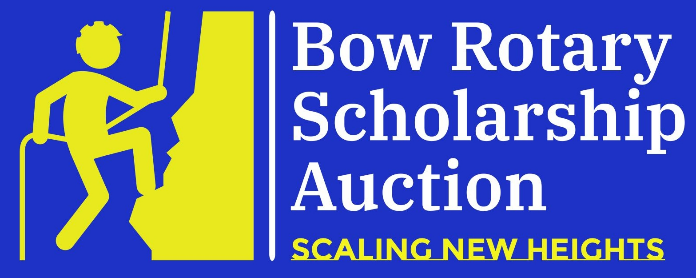 Bow Rotary
Scholarship
Auction
SCALING NEW HEIGHTS